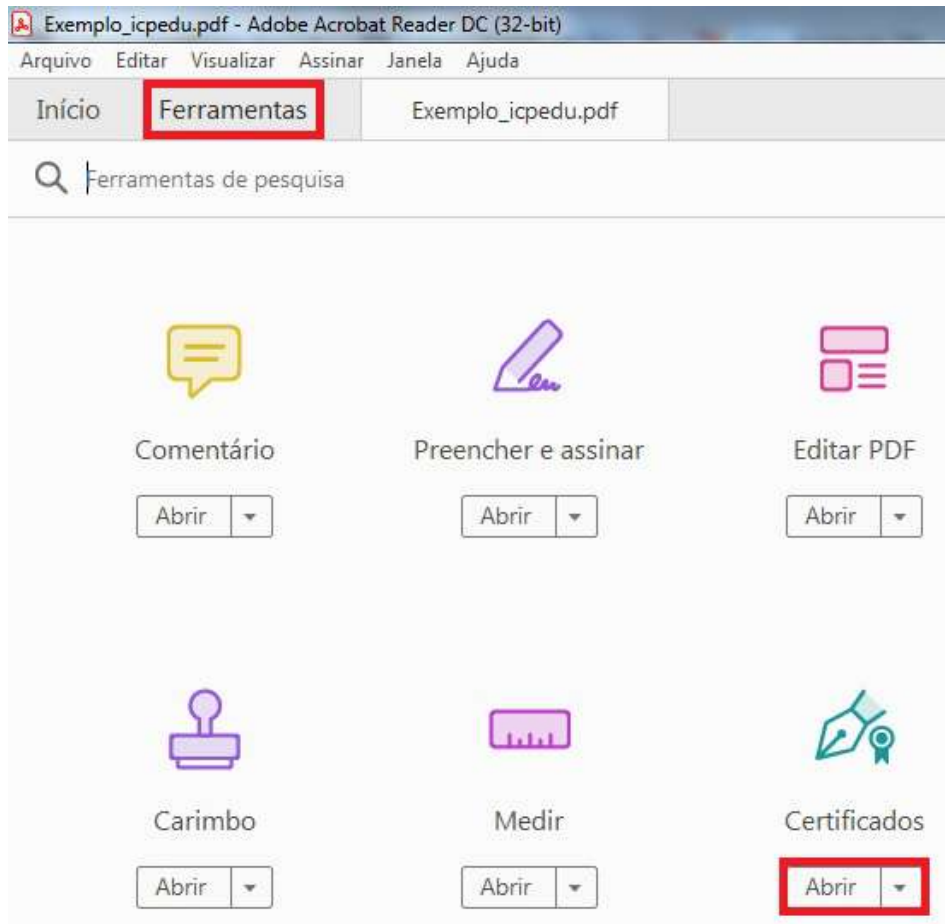 Exemplo_icpedu.pdf - Adobe Acrobat Reader DC (32-bit)
Arquivo Editar Visualizar Assinar Janela Ajuda
Início Ferramentas Exemplo_icpedu.pdf
Ferramentas de pesquisa
Comentário Preencher e assinar Editar PDF
Abrir Abrir Abrir
Carimbo Medir Certificados
Abrir Abrir Abrir